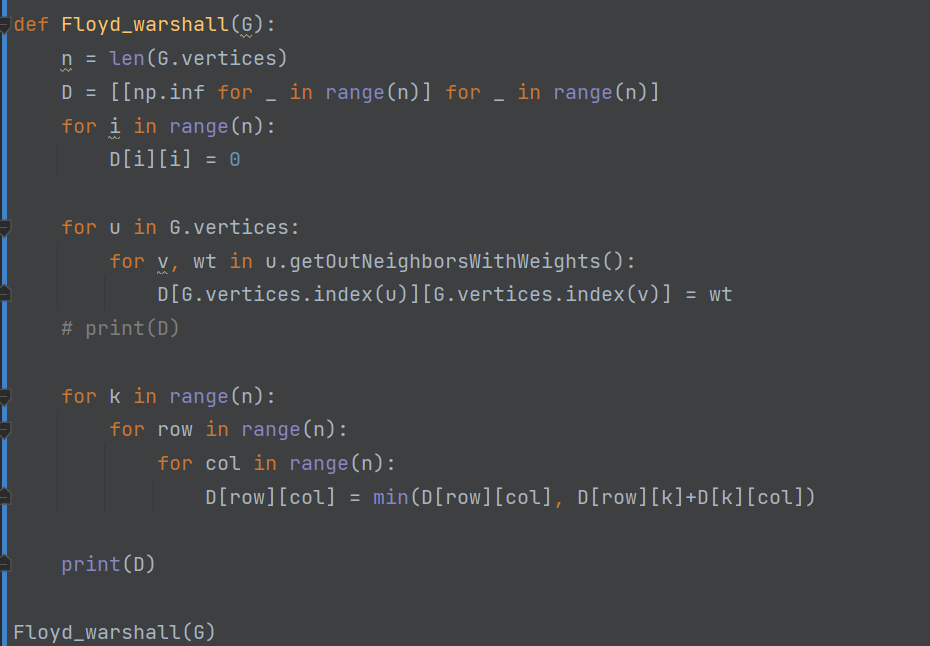 def Floyd_warshall(G):
    n = len(G.vertices)
    D = [[np.inf for _ in range(n)] for _ in range(n)]
    for i in range(n):
        D[i][i] = 0

    for u in G.vertices:
        for v, wt in u.getOutNeighborsWithWeights():
            D[G.vertices.index(u)][G.vertices.index(v)] = wt
    # print(D)

    for k in range(n):
        for row in range(n):
            for col in range(n):
                D[row][col] = min(D[row][col], D[row][k]+D[k][col])

    print(D)

Floyd_warshall(G)